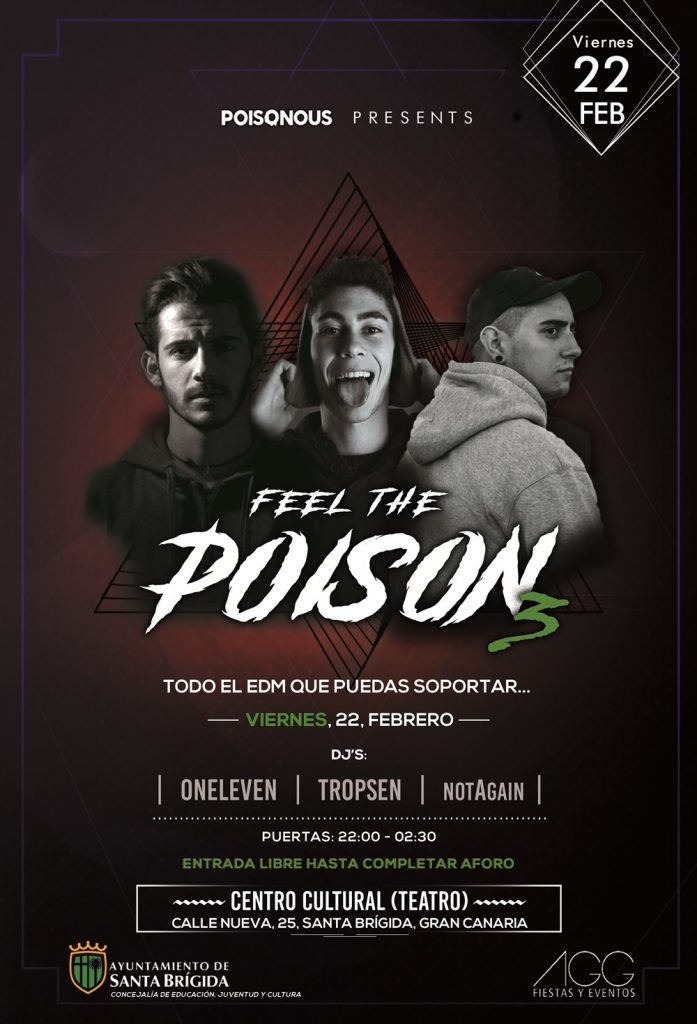 Viernes
22
FEB
POISONOUS PRESENTS
FEEL THE
POISON
3
TODO EL EDM QUE PUEDAS SOPORTAR...
VIERNES, 22, FEBRERO
DJ'S:
| ONELEVEN | TROPSEN | NOTAGAIN |
PUERTAS: 22:00 - 02:30
ENTRADA LIBRE HASTA COMPLETAR AFORO
CENTRO CULTURAL (TEATRO)
CALLE NUEVA, 25, SANTA BRÍGIDA, GRAN CANARIA
AYUNTAMIENTO DE
SANTA BRÍGIDA
CONCEJALÍA DE EDUCACIÓN, JUVENTUD Y CULTURA
AGG
FIESTAS Y EVENTOS